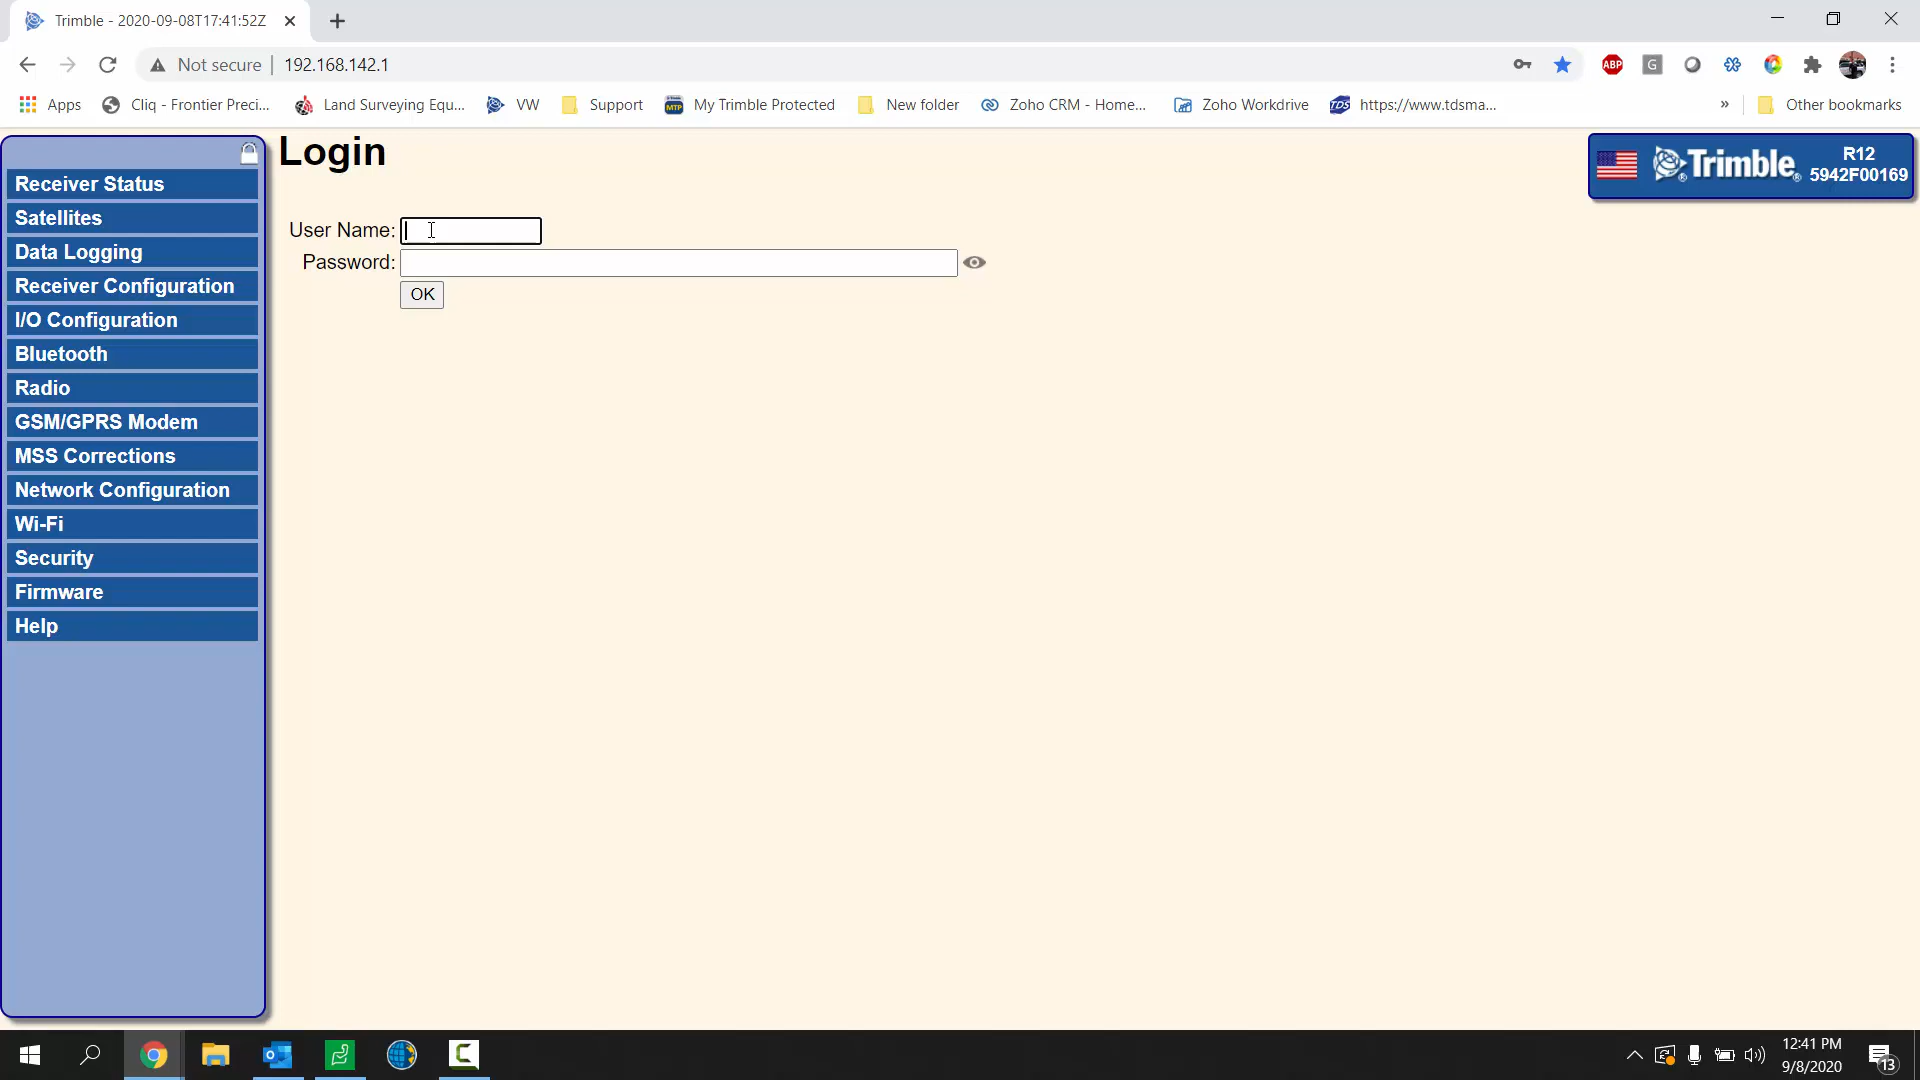 Trimble - 2020-09-08T17:41:52Z
Not secure
192.168.142.1
ABP
G
Apps
Cliq - Frontier Preci...
Land Surveying Equ...
VW
Support
MTP
My Trimble Protected
New folder
Zoho CRM - Home...
Zoho Workdrive
TDS
https://www.tdsma...
»
Other bookmarks
Login
Trimble
R12
5942F00169
User Name:
Password:
OK
Receiver Status
Satellites
Data Logging
Receiver Configuration
I/O Configuration
Bluetooth
Radio
GSM/GPRS Modem
MSS Corrections
Network Configuration
Wi-Fi
Security
Firmware
Help
12:41 PM
9/8/2020
13